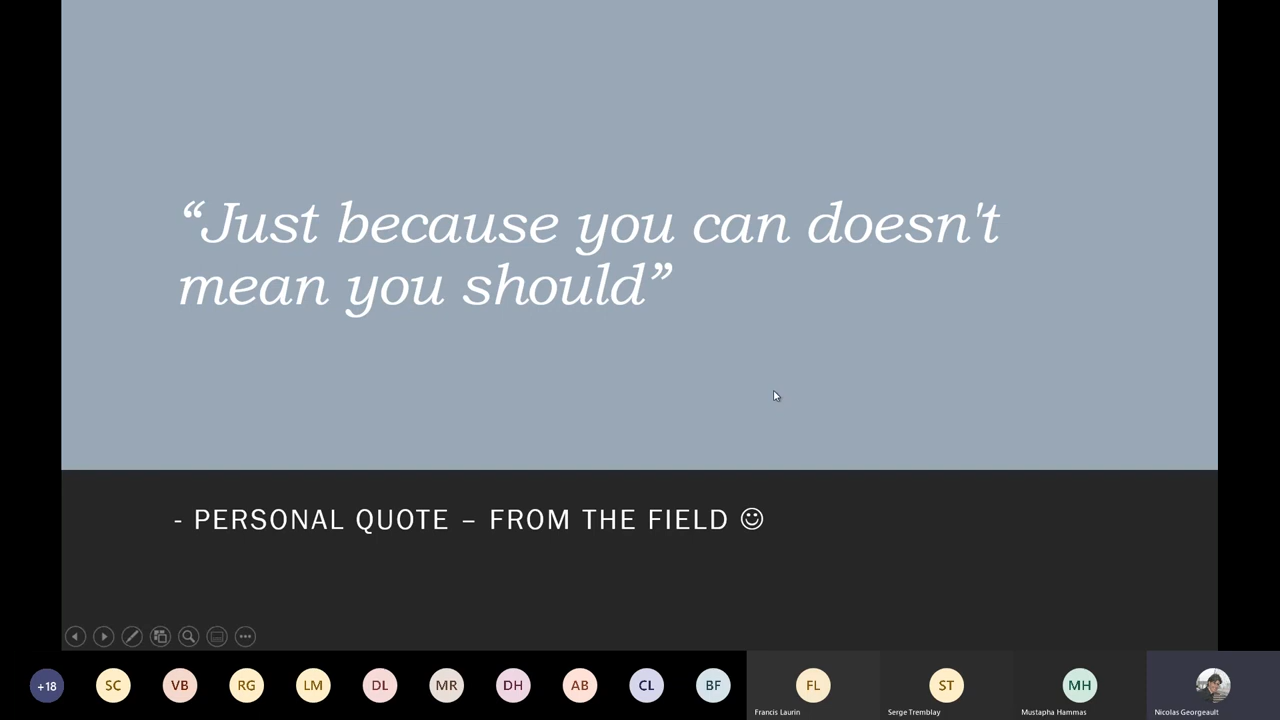 “Just because you can doesn't
mean you should”
- PERSONAL QUOTE – FROM THE FIELD ☺
+18
SC
VB
RG
LM
DL
MR
DH
AB
CL
BF
FL
ST
MH
Francis Laurin
Serge Tremblay
Mustapha Hammas
Nicolas Georgeault